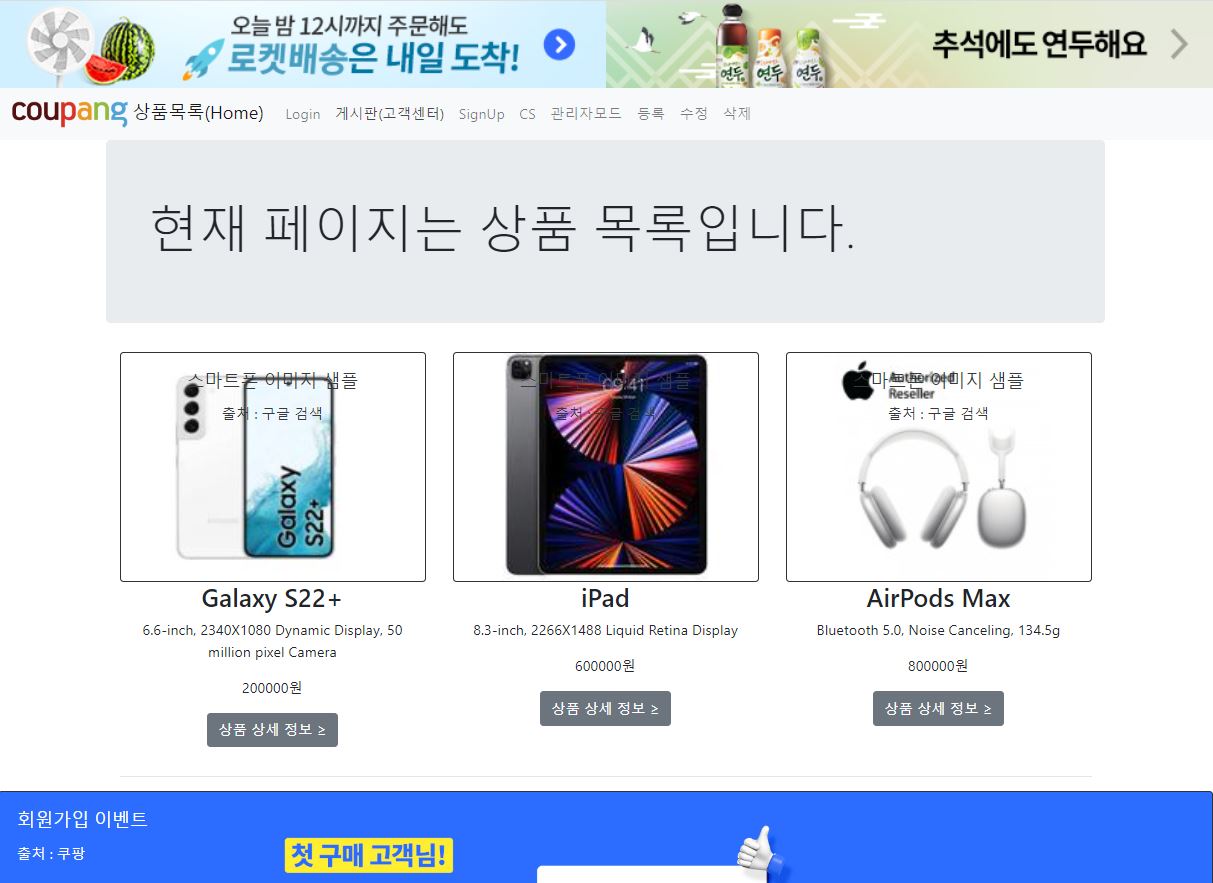 오늘 밤 12시까지 주문해도
로켓배송은 내일 도착!
연두 연두 연두
추석에도 연두해요
coupang 상품목록(Home) Login 게시판(고객센터) SignUp CS 관리자모드 등록 수정 삭제
현재 페이지는 상품 목록입니다.
스마트폰 이미지 샘플
출처 : 구글 검색
Galaxy
S22+
스마트폰 이미지 샘플
9:41
출처 : 구글 검색
스마트폰 이미지 샘플
Authorized
Reseller
출처 : 구글 검색
Galaxy S22+
6.6-inch, 2340X1080 Dynamic Display, 50
million pixel Camera
200000원
상품 상세 정보 ≥
iPad
8.3-inch, 2266X1488 Liquid Retina Display
600000원
상품 상세 정보 ≥
AirPods Max
Bluetooth 5.0, Noise Canceling, 134.5g
800000원
상품 상세 정보 ≥
회원가입 이벤트
출처 : 쿠팡
첫 구매 고객님!